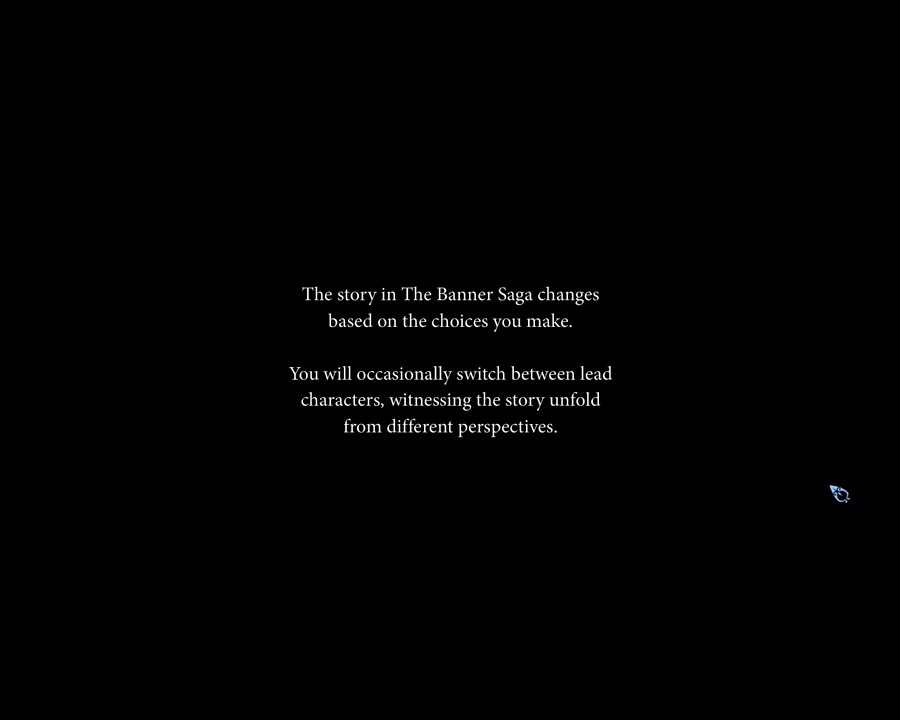 The story in The Banner Saga changes
based on the choices you make.
You will occasionally switch between lead
characters, witnessing the story unfold
from different perspectives.